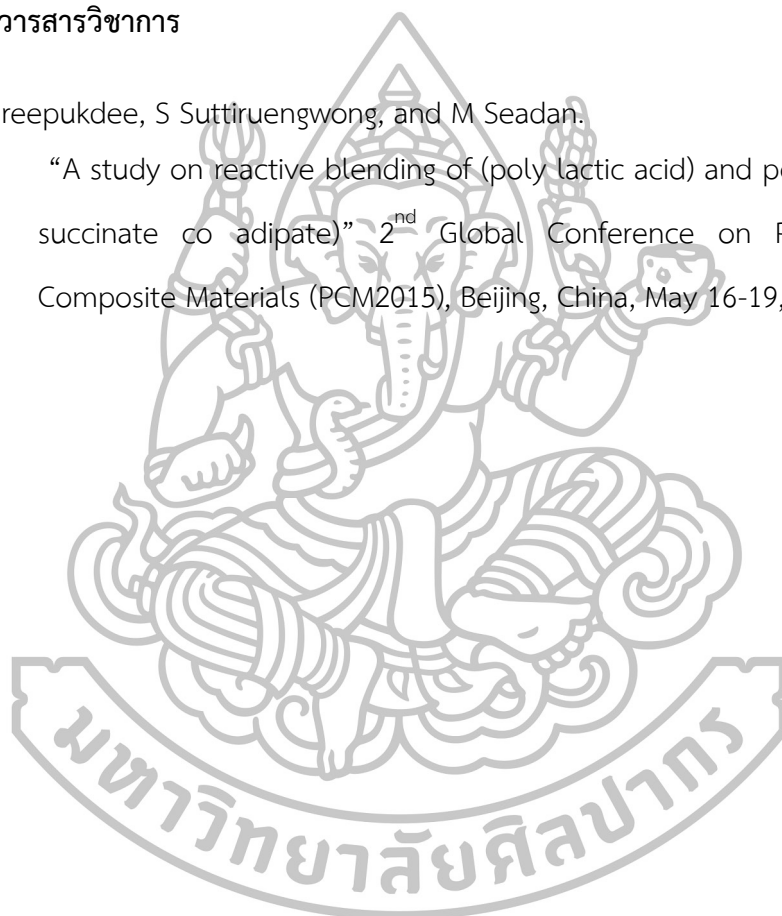 วารสารวิชาการ
reepukdee, S Suttiruengwong, and M Seadan.
“A study on reactive blending of (poly lactic acid) and p
succinate co adipate)” 2nd Global Conference on
Composite Materials (PCM2015), Beijing, China, May 16-19,
มหาวิทยาลัยศิลปากร